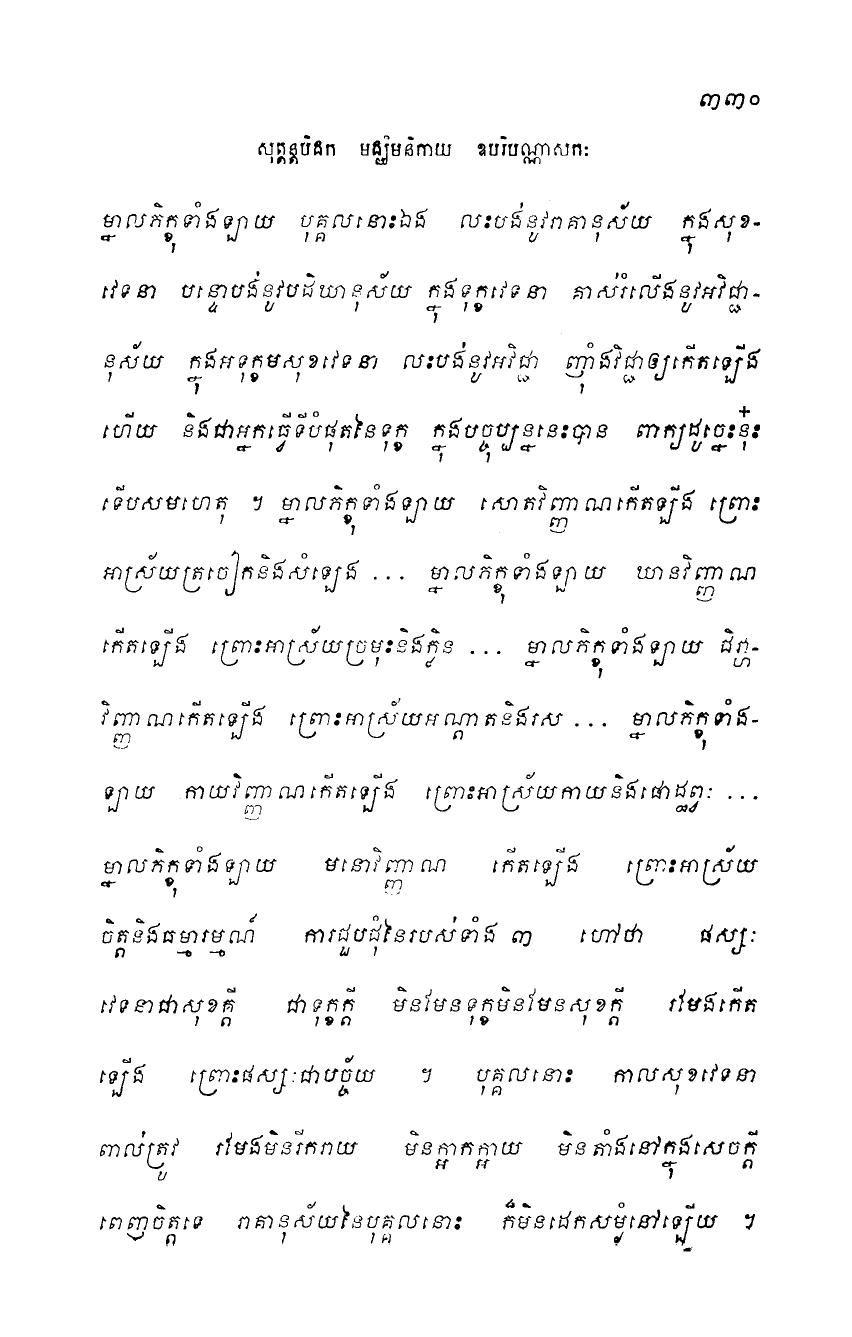 ៣៣០
សុត្តន្តបិដក មជ្ឈិមនិកាយ ឧបរិបណ្ណាសកៈ
ម្នាលភិក្ខុទាំងឡាយ បុគ្គលនោះឯង លះបង់នូវរាគានុស័យ ក្នុងសុខ-
វេទនា បន្ទោបង់នូវបដិឃានុស័យ ក្នុងទុក្ខវេទនា គាស់រំលើងនូវអវិជ្ជា-
នុស័យ ក្នុងអទុក្ខមសុខវេទនា លះបង់នូវអវិជ្ជា ញ៉ាំងវិជ្ជាឲ្យកើតឡើង
ហើយ និងជាអ្នកធ្វើទីបំផុតនៃទុក្ខ ក្នុងបច្ចុប្បន្ននេះបាន ពាក្យដូច្នេះនុ៎ះ
ទើបសមហេតុ ។ ម្នាលភិក្ខុទាំងឡាយ សោតវិញ្ញាណកើតឡើង ព្រោះ
អាស្រ័យត្រចៀកនិងសំឡេង ... ម្នាលភិក្ខុទាំងឡាយ ឃានវិញ្ញាណ
កើតឡើង ព្រោះអាស្រ័យច្រមុះនិងក្លិន ... ម្នាលភិក្ខុទាំងឡាយ ជិវ្ហា-
វិញ្ញាណកើតឡើង ព្រោះអាស្រ័យអណ្តាតនិងរស ... ម្នាលភិក្ខុទាំង-
ឡាយ កាយវិញ្ញាណកើតឡើង ព្រោះអាស្រ័យកាយនិងផោដ្ឋព្វៈ ...
ម្នាលភិក្ខុទាំងឡាយ មនោវិញ្ញាណ កើតឡើង ព្រោះអាស្រ័យ
ចិត្តនិងធម្មារម្មណ៍ ការជួបជុំនៃរបស់ទាំង ៣ ហៅថា ផស្សៈ
វេទនាជាសុខក្តី ជាទុក្ខក្តី មិនមែនទុក្ខមិនមែនសុខក្តី រមែងកើត
ឡើង ព្រោះផស្សៈជាបច្ច័យ ។ បុគ្គលនោះ កាលសុខវេទនា
ពាល់ត្រូវ រមែងមិនរីករាយ មិនក្អាកក្អាយ មិនតាំងនៅក្នុងសេចក្តី
ពេញចិត្តទេ រាគានុស័យនៃបុគ្គលនោះ ក៏មិនដេកសម្ងំនៅឡើយ ។